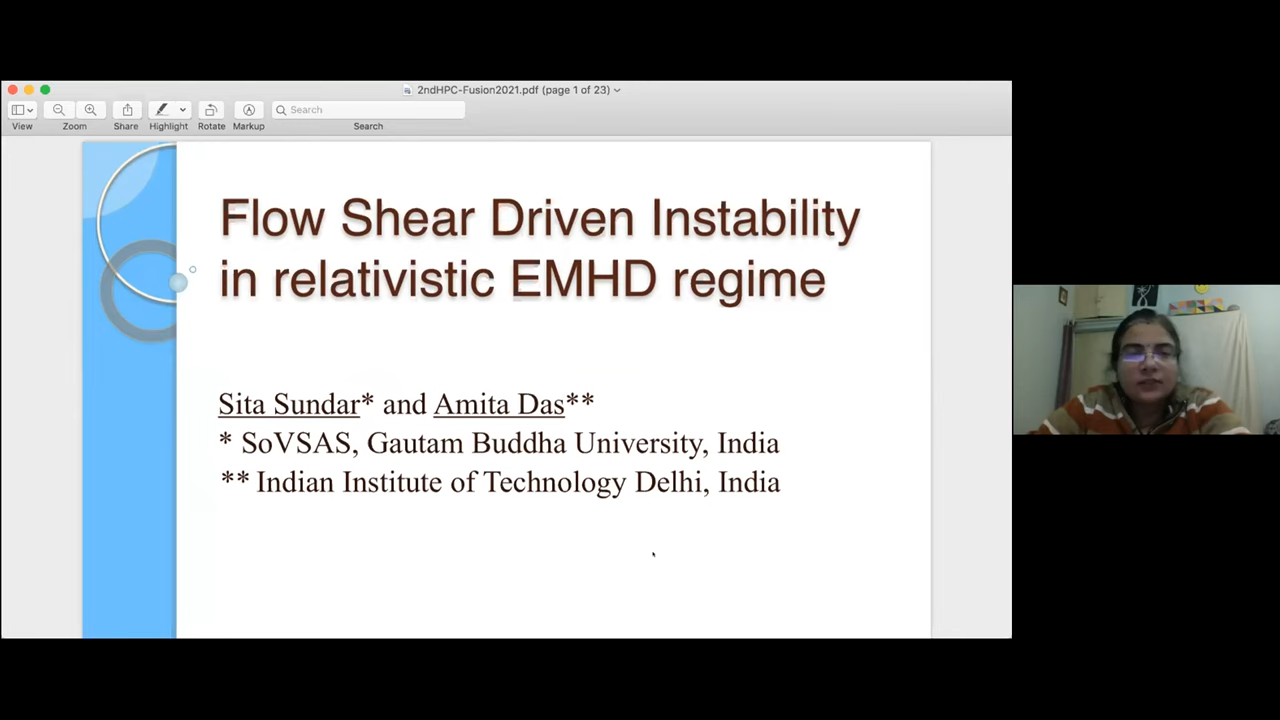 2ndHPC-Fusion2021.pdf (page 1 of 23)
Search
View
Zoom
Share
Highlight
Rotate
Markup
Search
Flow Shear Driven Instability
in relativistic EMHD regime
Sita Sundar* and Amita Das**
* SoVSAS, Gautam Buddha University, India
** Indian Institute of Technology Delhi, India